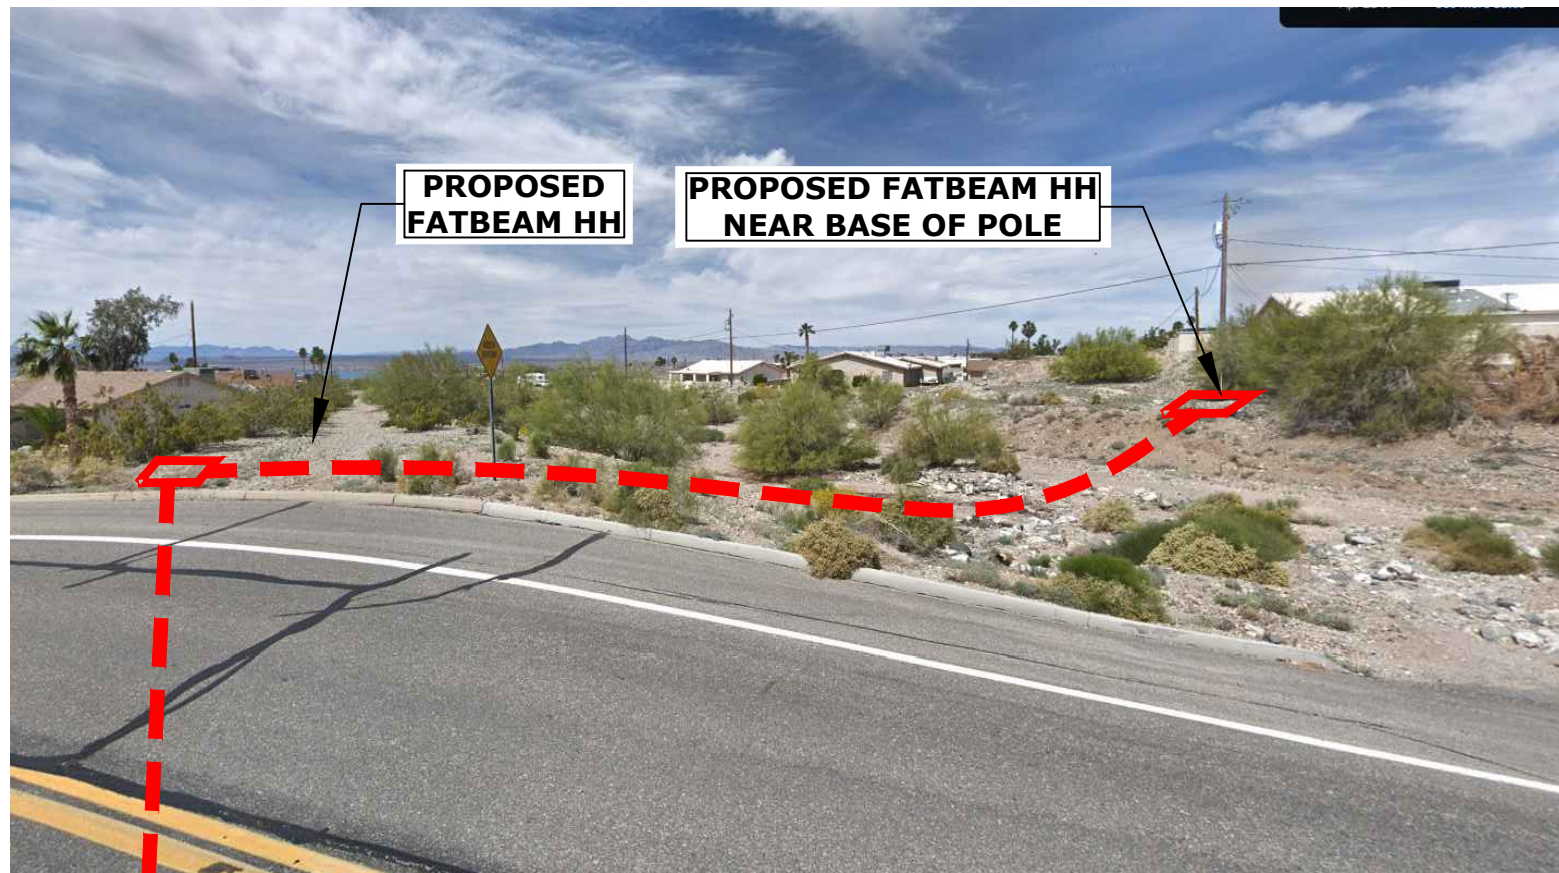 PROPOSED
FATBEAM HH
PROPOSED FATBEAM HH
NEAR BASE OF POLE